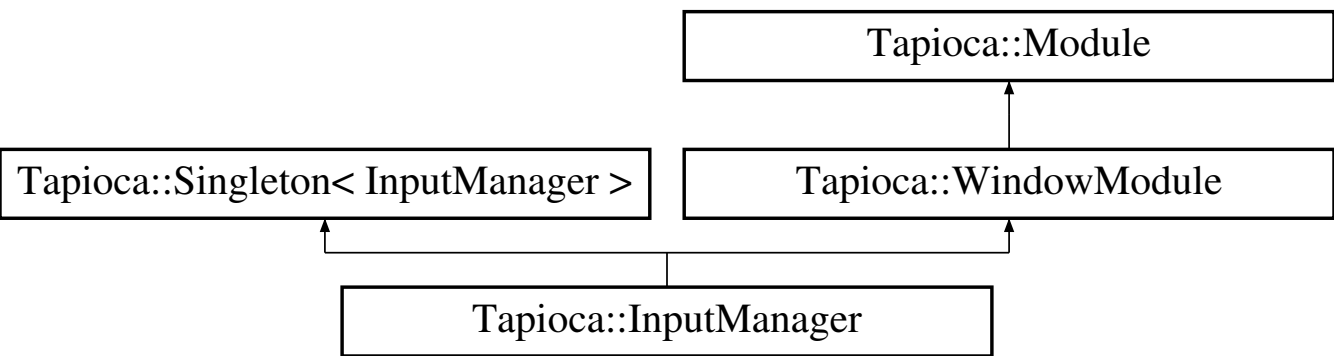 Tapioca::Module
Tapioca::Singleton< InputManager >
Tapioca::WindowModule
Tapioca::InputManager